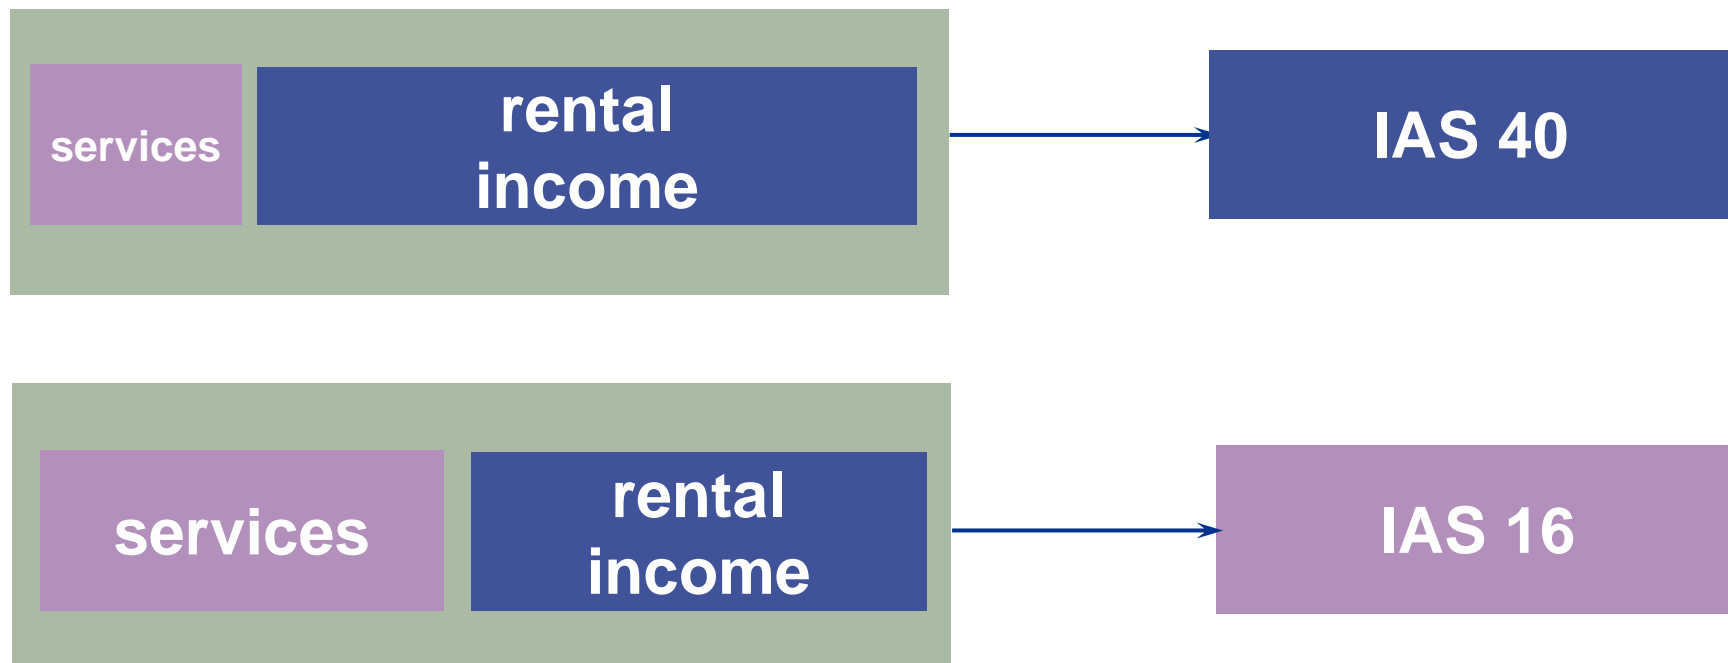 services
rental
income
IAS 40
services
rental
income
IAS 16